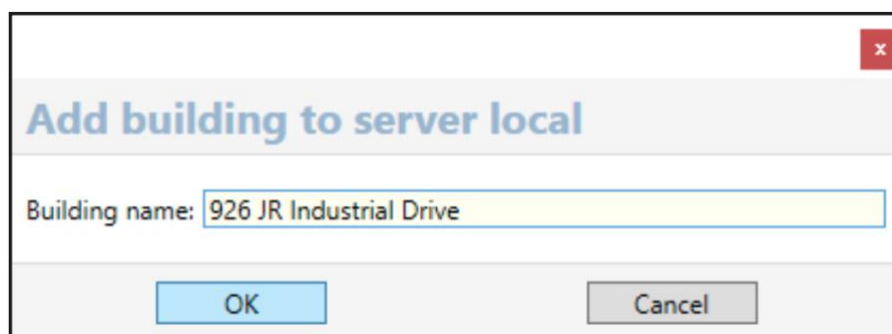 x
Add building to server local
Building name: 926 JR Industrial Drive
OK Cancel